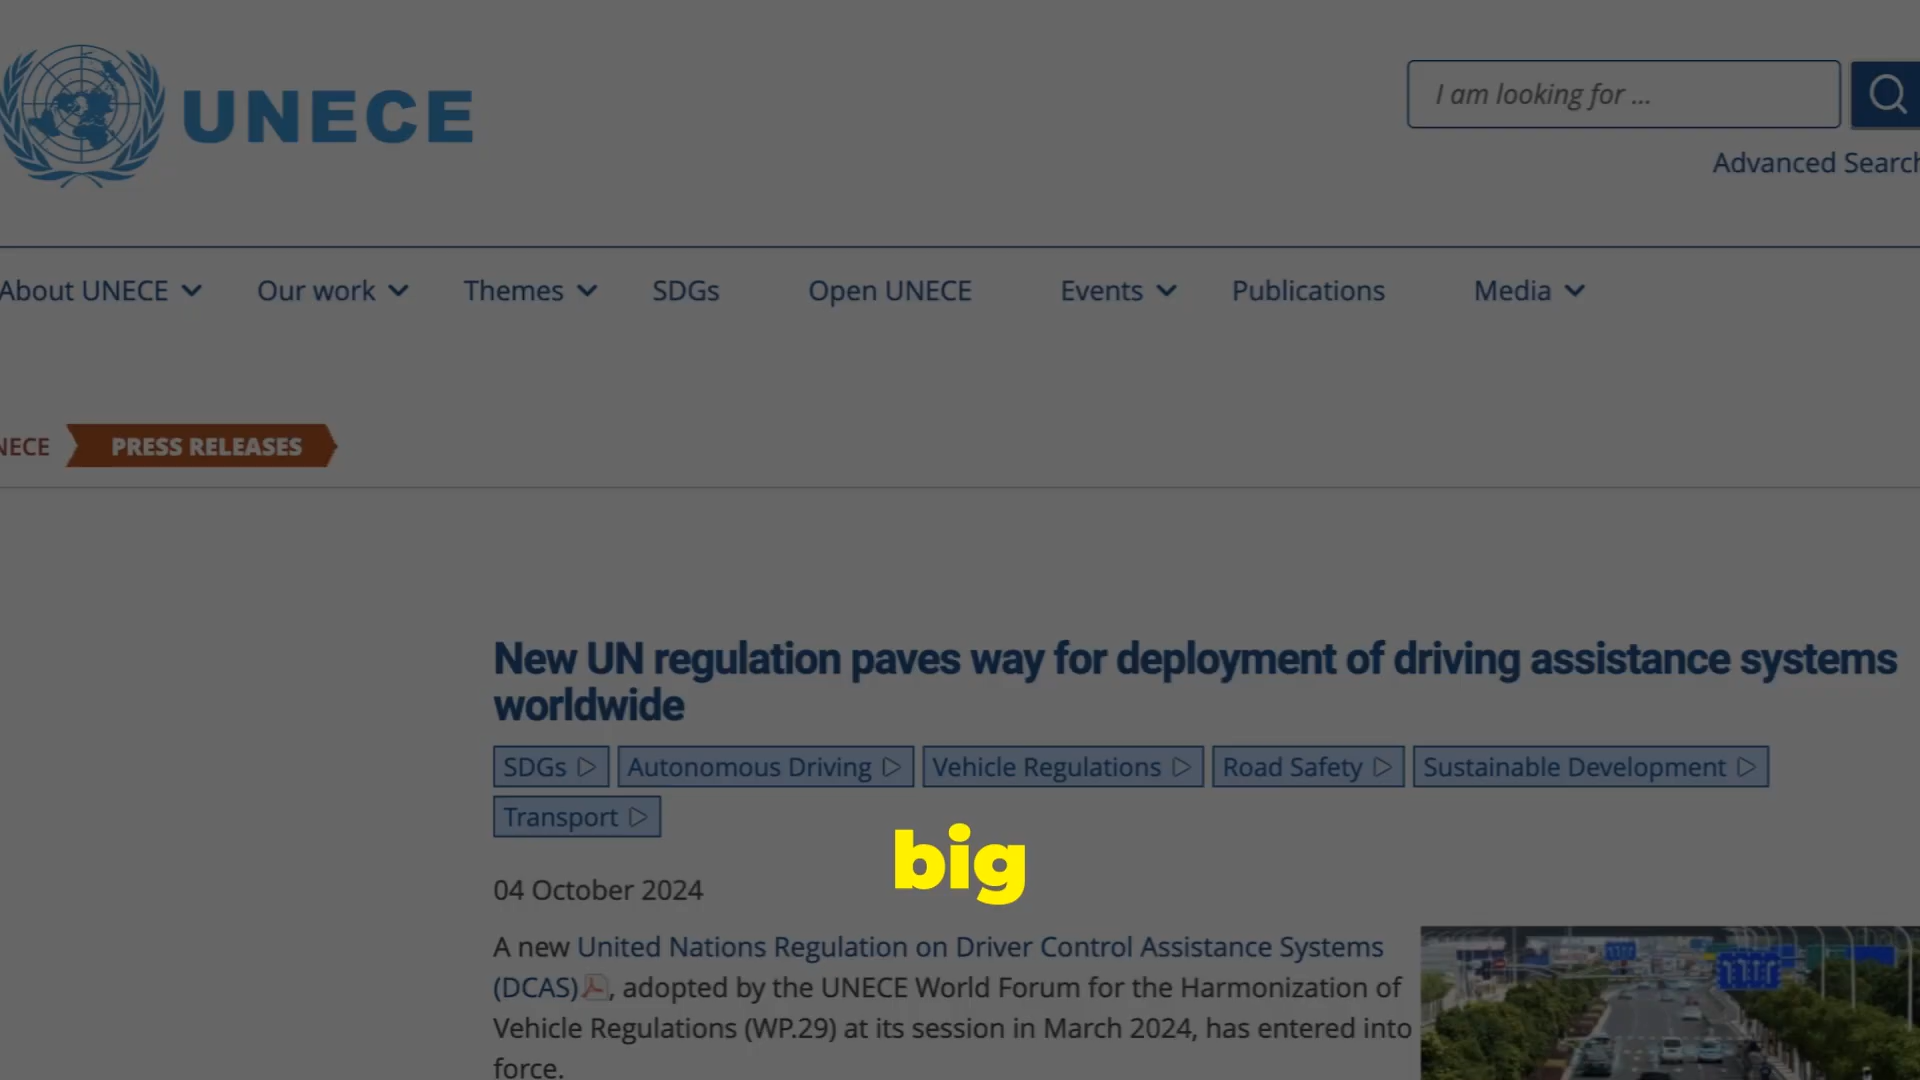 UNECE
I am looking for ...
Advanced Search
About UNECE
Our work
Themes
SDGs
Open UNECE
Events
Publications
Media
NECE
PRESS RELEASES
New UN regulation paves way for deployment of driving assistance systems
worldwide
SDGs
Autonomous Driving
Vehicle Regulations
Road Safety
Sustainable Development
Transport
big
04 October 2024
A new United Nations Regulation on Driver Control Assistance Systems
(DCAS), adopted by the UNECE World Forum for the Harmonization of
Vehicle Regulations (WP.29) at its session in March 2024, has entered into
force.